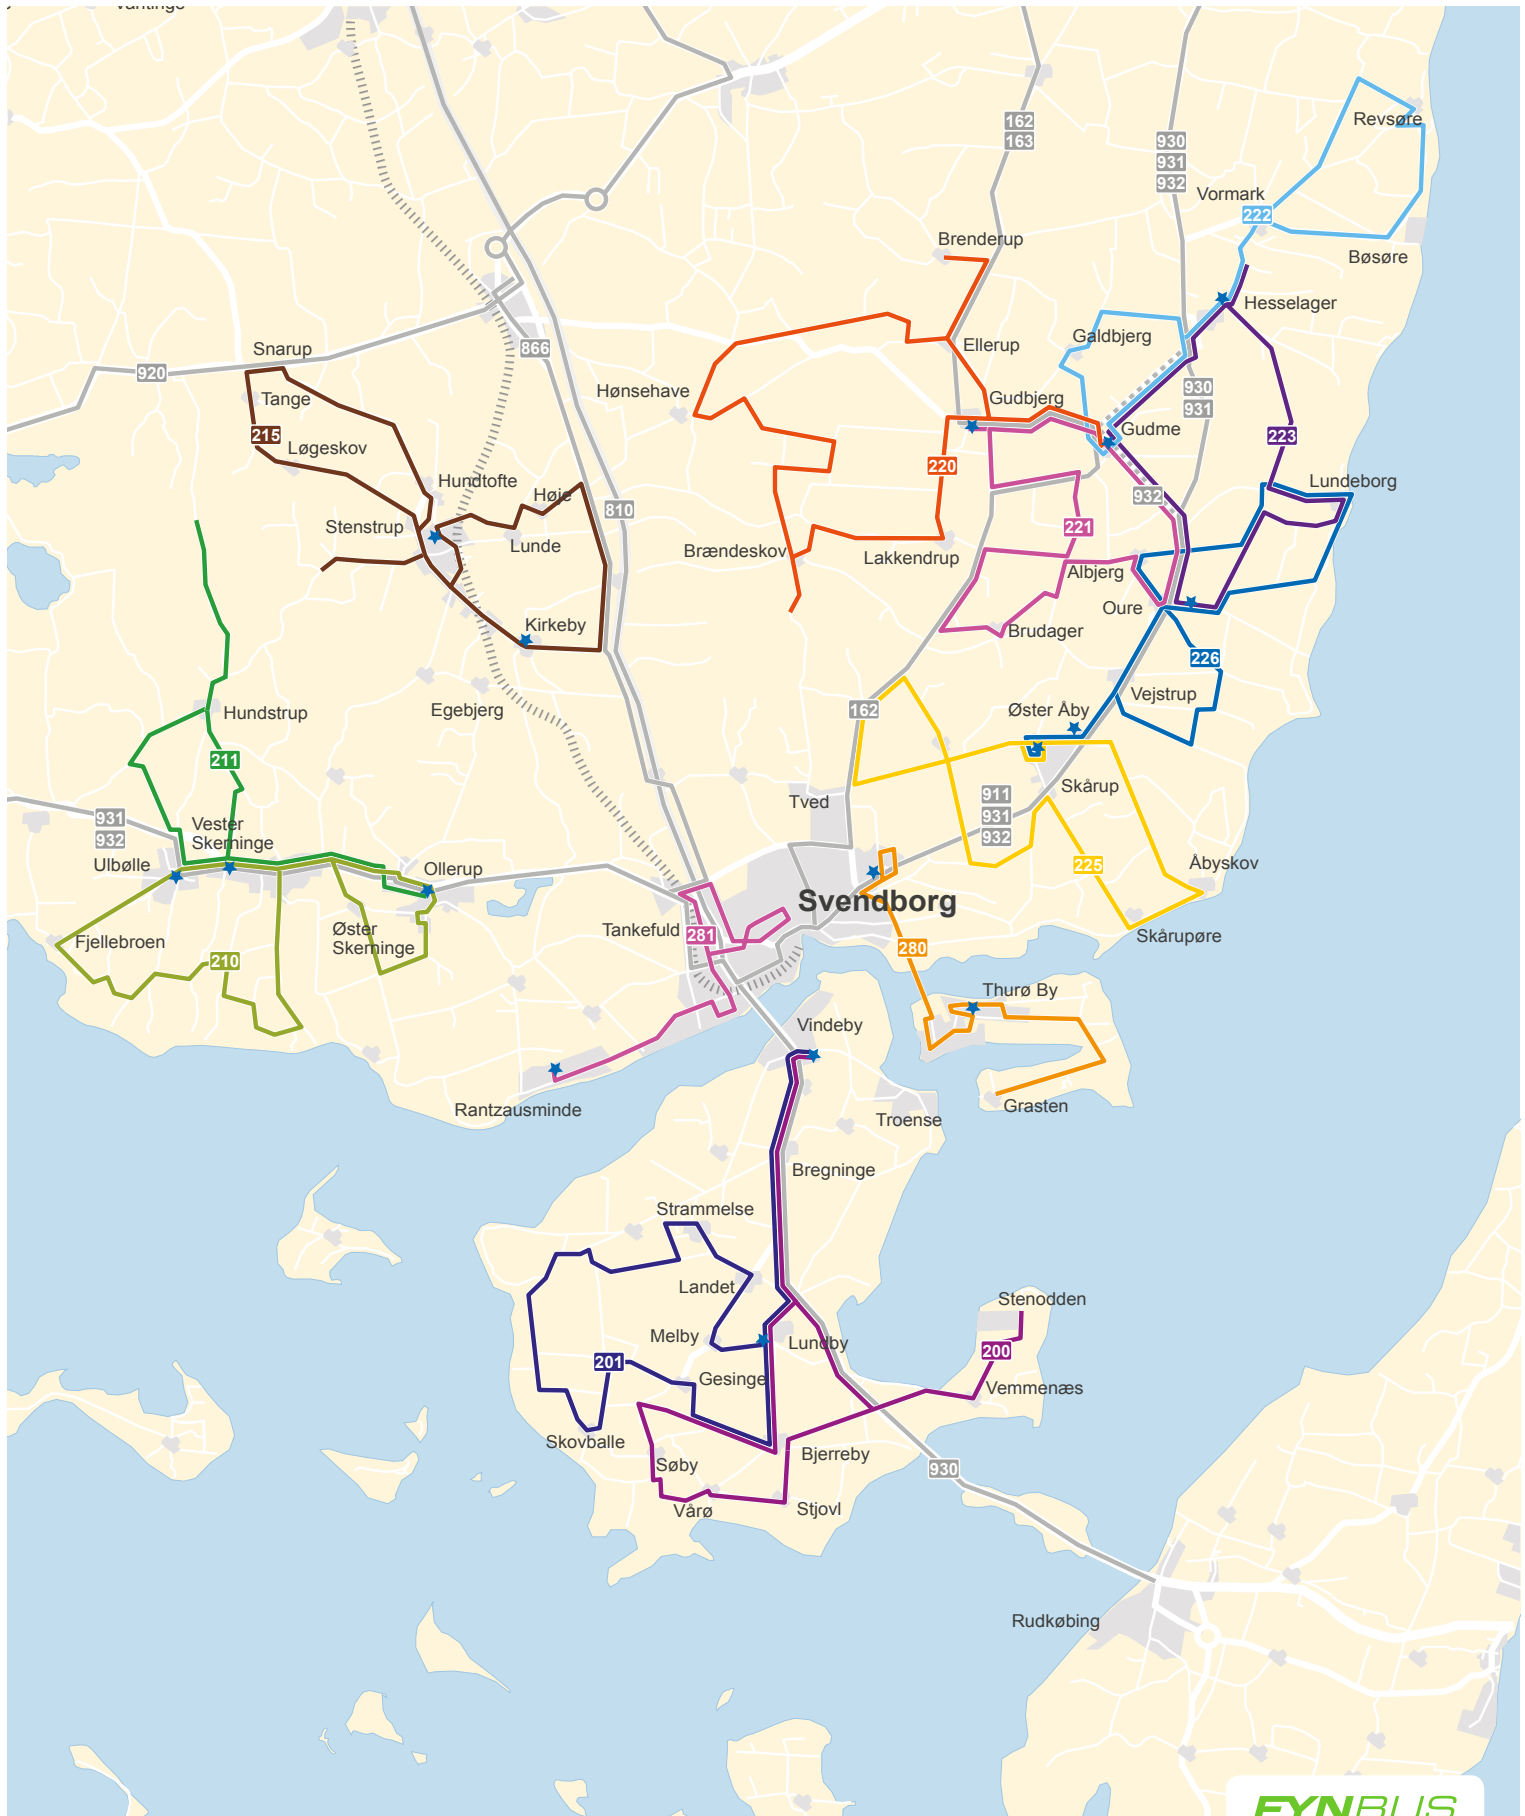 162
163
930
931
932
Revsøre
Vormark
222
Brenderup
Bøsøre
Hesselager
Galdbjerg
Snarup
866
Ellerup
920
930
931
Tange
Hønsehave
Gudbjerg
Gudme
215
223
Løgeskov
220
Hundtofte
Høje
932
Lundeborg
810
Stenstrup
221
Lunde
Brændeskov
Lakkendrup
Albjerg
Oure
Kirkeby
Brudager
226
Vejstrup
Hundstrup
Egebjerg
162
Øster Åby
211
Skårup
Tved
911
931
932
931
932
Vester
Skerninge
Ulbølle
Ollerup
225
Åbyskov
Svendborg
Øster
Skerninge
Tankefuld
281
Skårupøre
Fjellebroen
280
210
Thurø By
Vindeby
Rantzausminde
Grasten
Troense
Bregninge
Strammelse
Landet
Stenodden
Melby
Lundby
200
201
Gesinge
Vemmenæs
Skovballe
Bjerreby
Søby
930
Vårø
Stjovl
Rudkøbing
FYNBUS